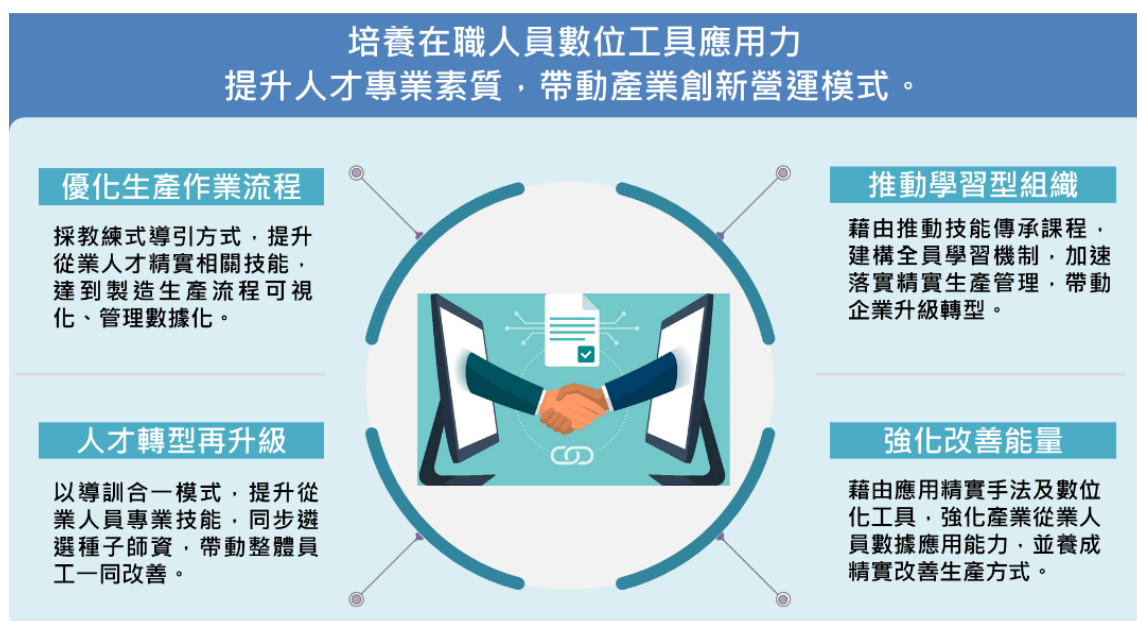 培養在職人員數位工具應用力
提升人才專業素質，帶動產業創新營運模式。
優化生產作業流程
採教練式導引方式，提升
從業人才精實相關技能，
達到製造生產流程可視
化、管理數據化。
推動學習型組織
藉由推動技能傳承課程，
建構全員學習機制，加速
落實精實生產管理，帶動
企業升級轉型。
人才轉型再升級
以導訓合一模式，提升從
業人員專業技能，同步遴
選種子師資，帶動整體員
工一同改善。
強化改善能量
藉由應用精實手法及數位
化工具，強化產業從業人
員數據應用能力，並養成
精實改善生產方式。